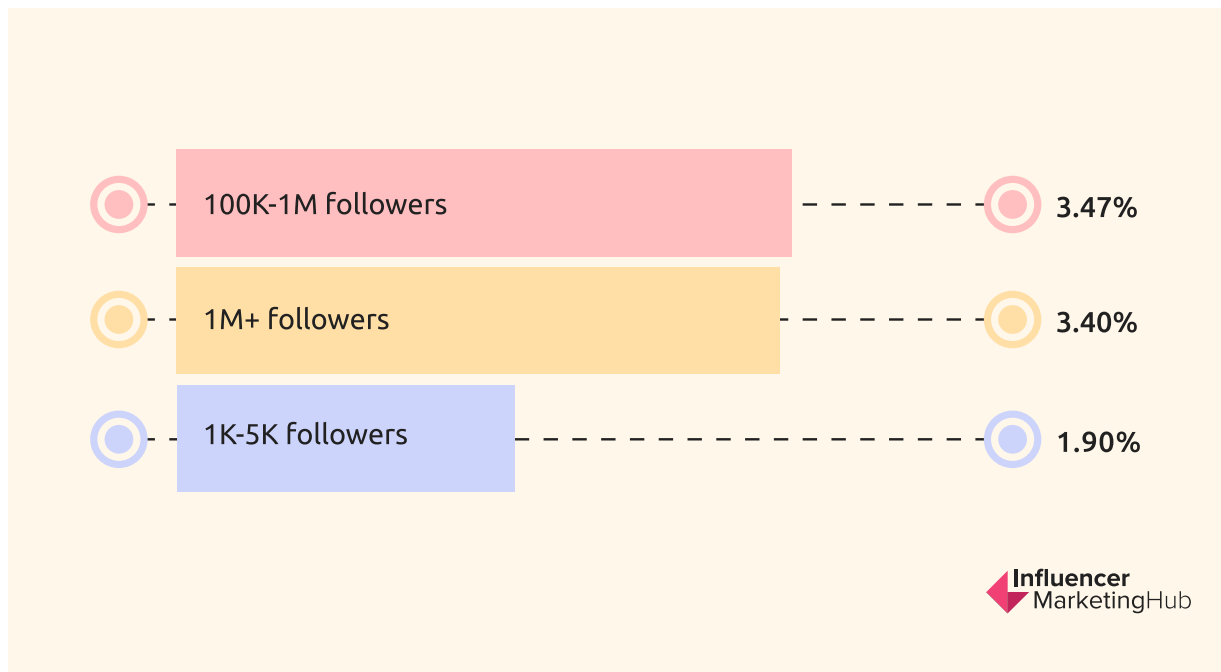 100K-1M followers
3.47%
1M+ followers
3.40%
1K-5K followers
1.90%
Influencer
MarketingHub